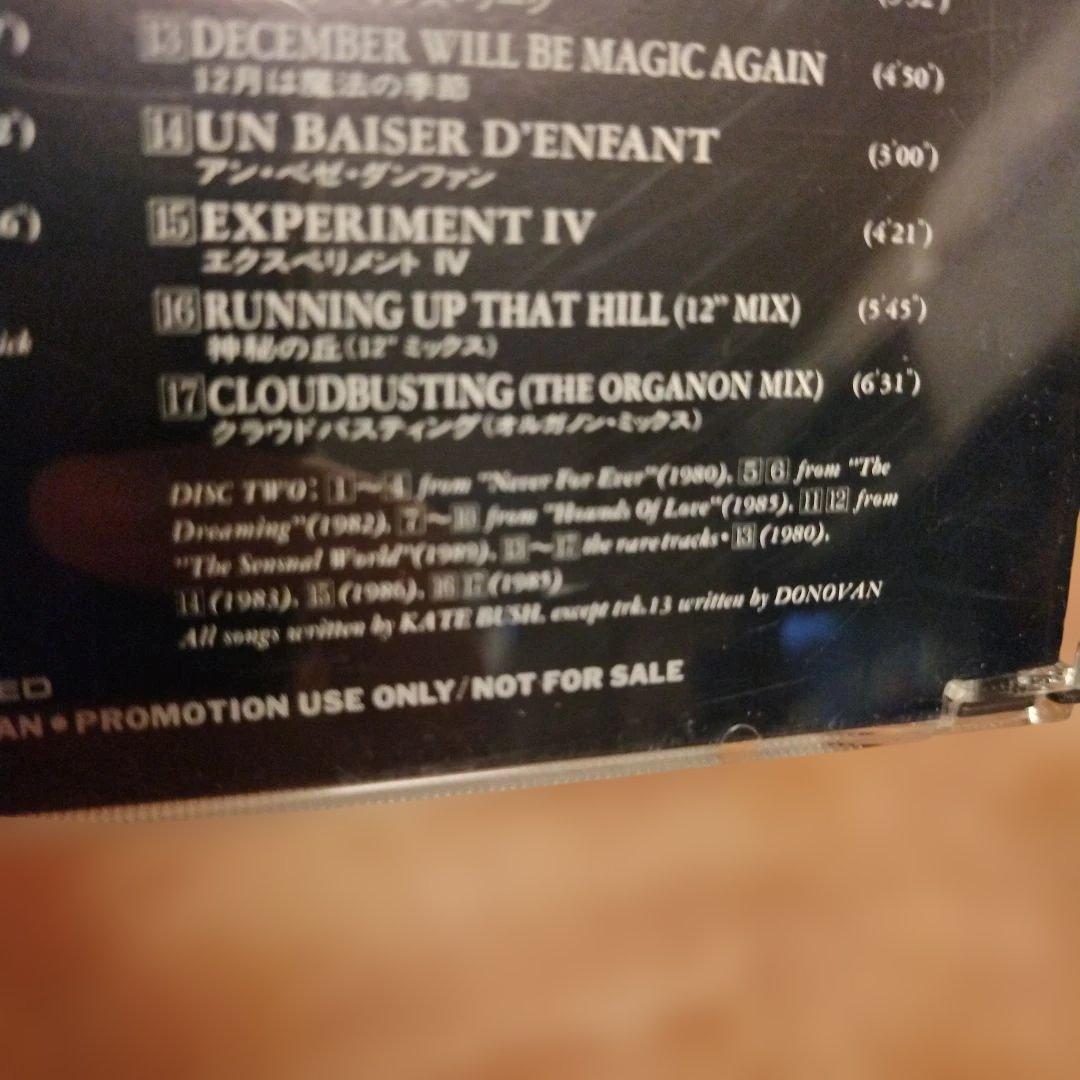 13 DECEMBER WILL BE MAGIC AGAIN (4'50")
12月は魔法の季節
14 UN BAISER D'ENFANT (3'00")
アン・ベゼ・ダンファン
6")
15 EXPERIMENT IV (4'21")
エクスペリメント IV
16 RUNNING UP THAT HILL (12" MIX) (5'45")
神秘の丘(12" ミックス)
17 CLOUDBUSTING (THE ORGANON MIX) (6'31")
クラウドバスティング(オルガノン・ミックス)
DISC TWO: 1~4 from "Never For Ever"(1980), 5 6 from "The
Dreaming"(1982), 7~10 from "Hounds Of Love"(1985), 11 12 from
"The Sensual World"(1989), 13~17 the rare tracks• 13 (1980),
14 (1983), 15 (1986), 16 17 (1985)
All songs written by KATE BUSH, except trk.13 written by DONOVAN
ED
AN • PROMOTION USE ONLY/NOT FOR SALE